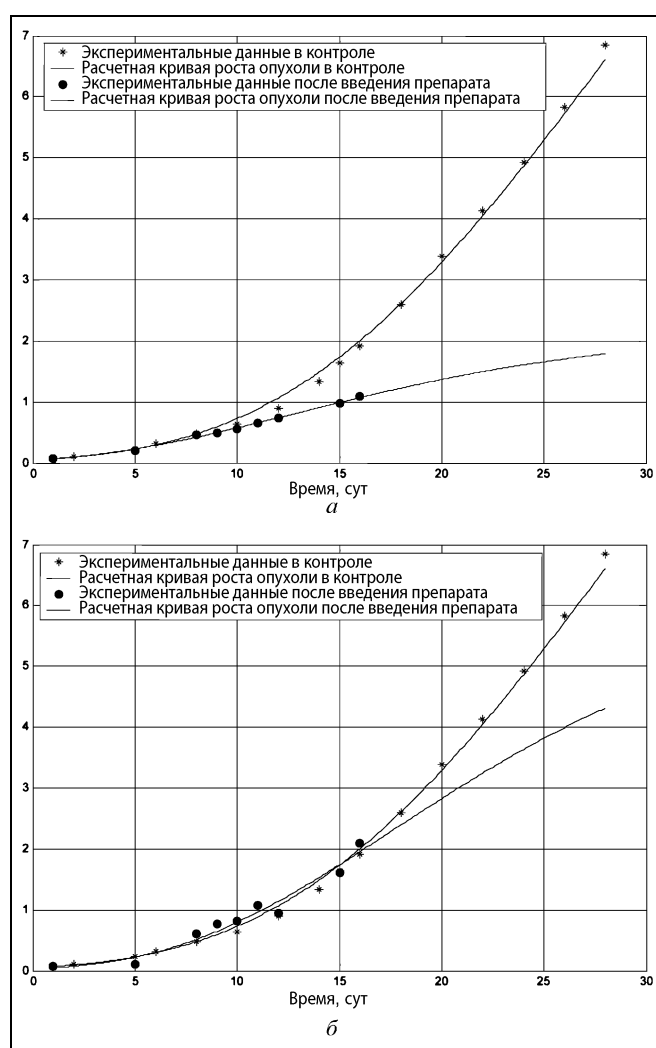 7
Экспериментальные данные в контроле
Расчетная кривая роста опухоли в контроле
Экспериментальные данные после введения препарата
Расчетная кривая роста опухоли после введения препарата
6
5
4
3
2
1
0
0 5 10 15 20 25 30
Время, сут
а
7
Экспериментальные данные в контроле
Расчетная кривая роста опухоли в контроле
Экспериментальные данные после введения препарата
Расчетная кривая роста опухоли после введения препарата
6
5
4
3
2
1
0
0 5 10 15 20 25 30
Время, сут
б